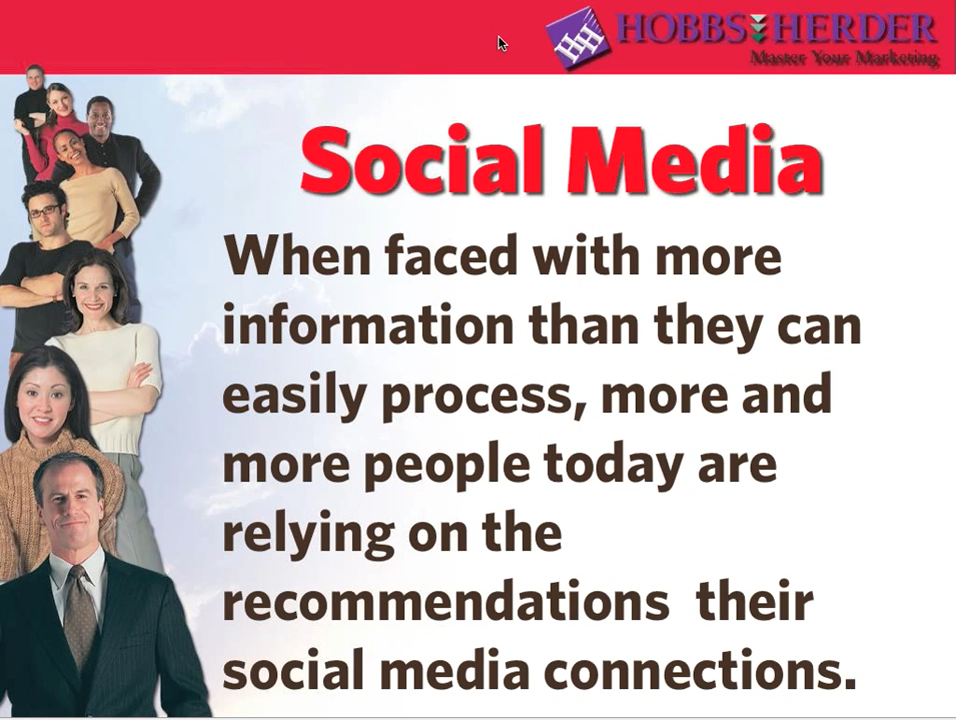 HH HOBBS HERDER
Master Your Marketing
Social Media
When faced with more
information than they can
easily process, more and
more people today are
relying on the
recommendations their
social media connections.